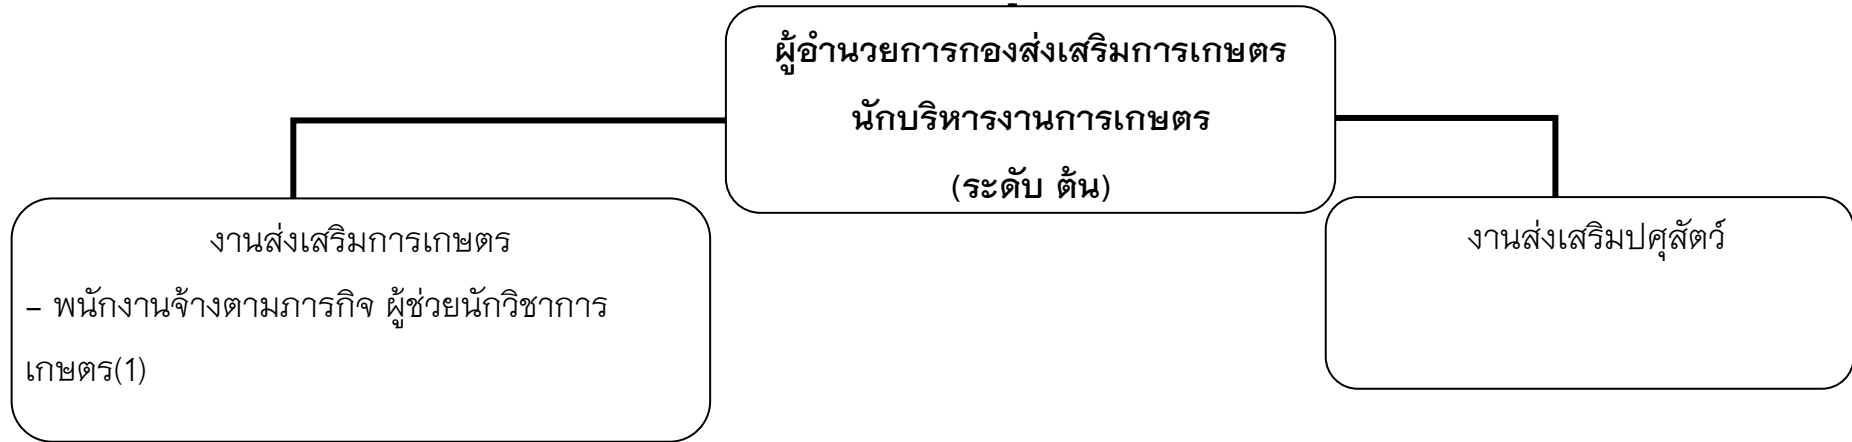 ผู้อำนวยการกองส่งเสริมการเกษตร
นักบริหารงานการเกษตร
(ระดับ ต้น)
งานส่งเสริมการเกษตร
- พนักงานจ้างตามภารกิจ ผู้ช่วยนักวิชาการ
เกษตร(1)
งานส่งเสริมปศุสัตว์